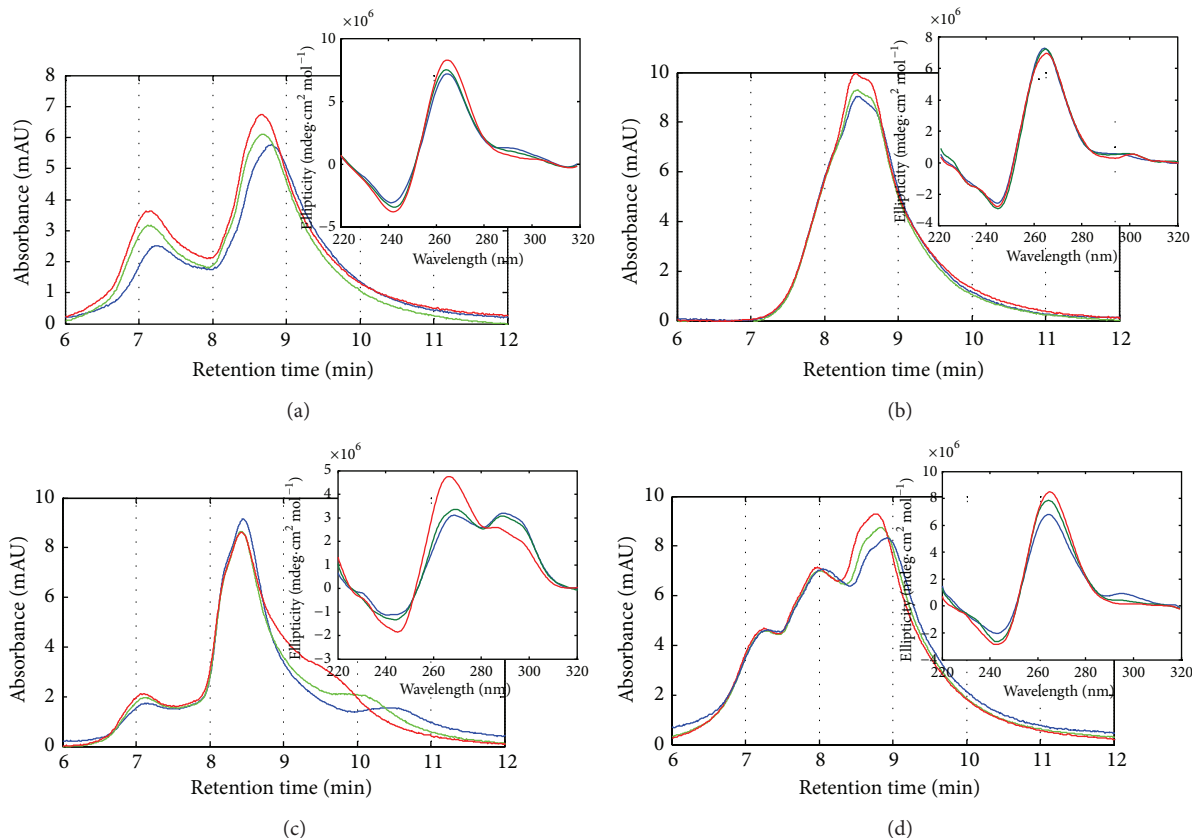 ×10⁶
10
5
0
−5
Ellipticity (mdeg·cm² mol⁻¹)
220 240 260 280 300 320
Wavelength (nm)
8
7
6
5
4
3
2
1
0
Absorbance (mAU)
6 7 8 9 10 11 12
Retention time (min)
(a)
×10⁶
8
6
4
2
0
−2
−4
Ellipticity (mdeg·cm² mol⁻¹)
220 240 260 280 300 320
Wavelength (nm)
10
8
6
4
2
0
Absorbance (mAU)
6 7 8 9 10 11 12
Retention time (min)
(b)
×10⁶
5
4
3
2
1
0
−1
−2
−3
Ellipticity (mdeg·cm² mol⁻¹)
220 240 260 280 300 320
Wavelength (nm)
10
8
6
4
2
0
Absorbance (mAU)
6 7 8 9 10 11 12
Retention time (min)
(c)
×10⁶
10
8
6
4
2
0
−2
−4
Ellipticity (mdeg·cm² mol⁻¹)
220 240 260 280 300 320
Wavelength (nm)
10
8
6
4
2
0
Absorbance (mAU)
6 7 8 9 10 11 12
Retention time (min)
(d)